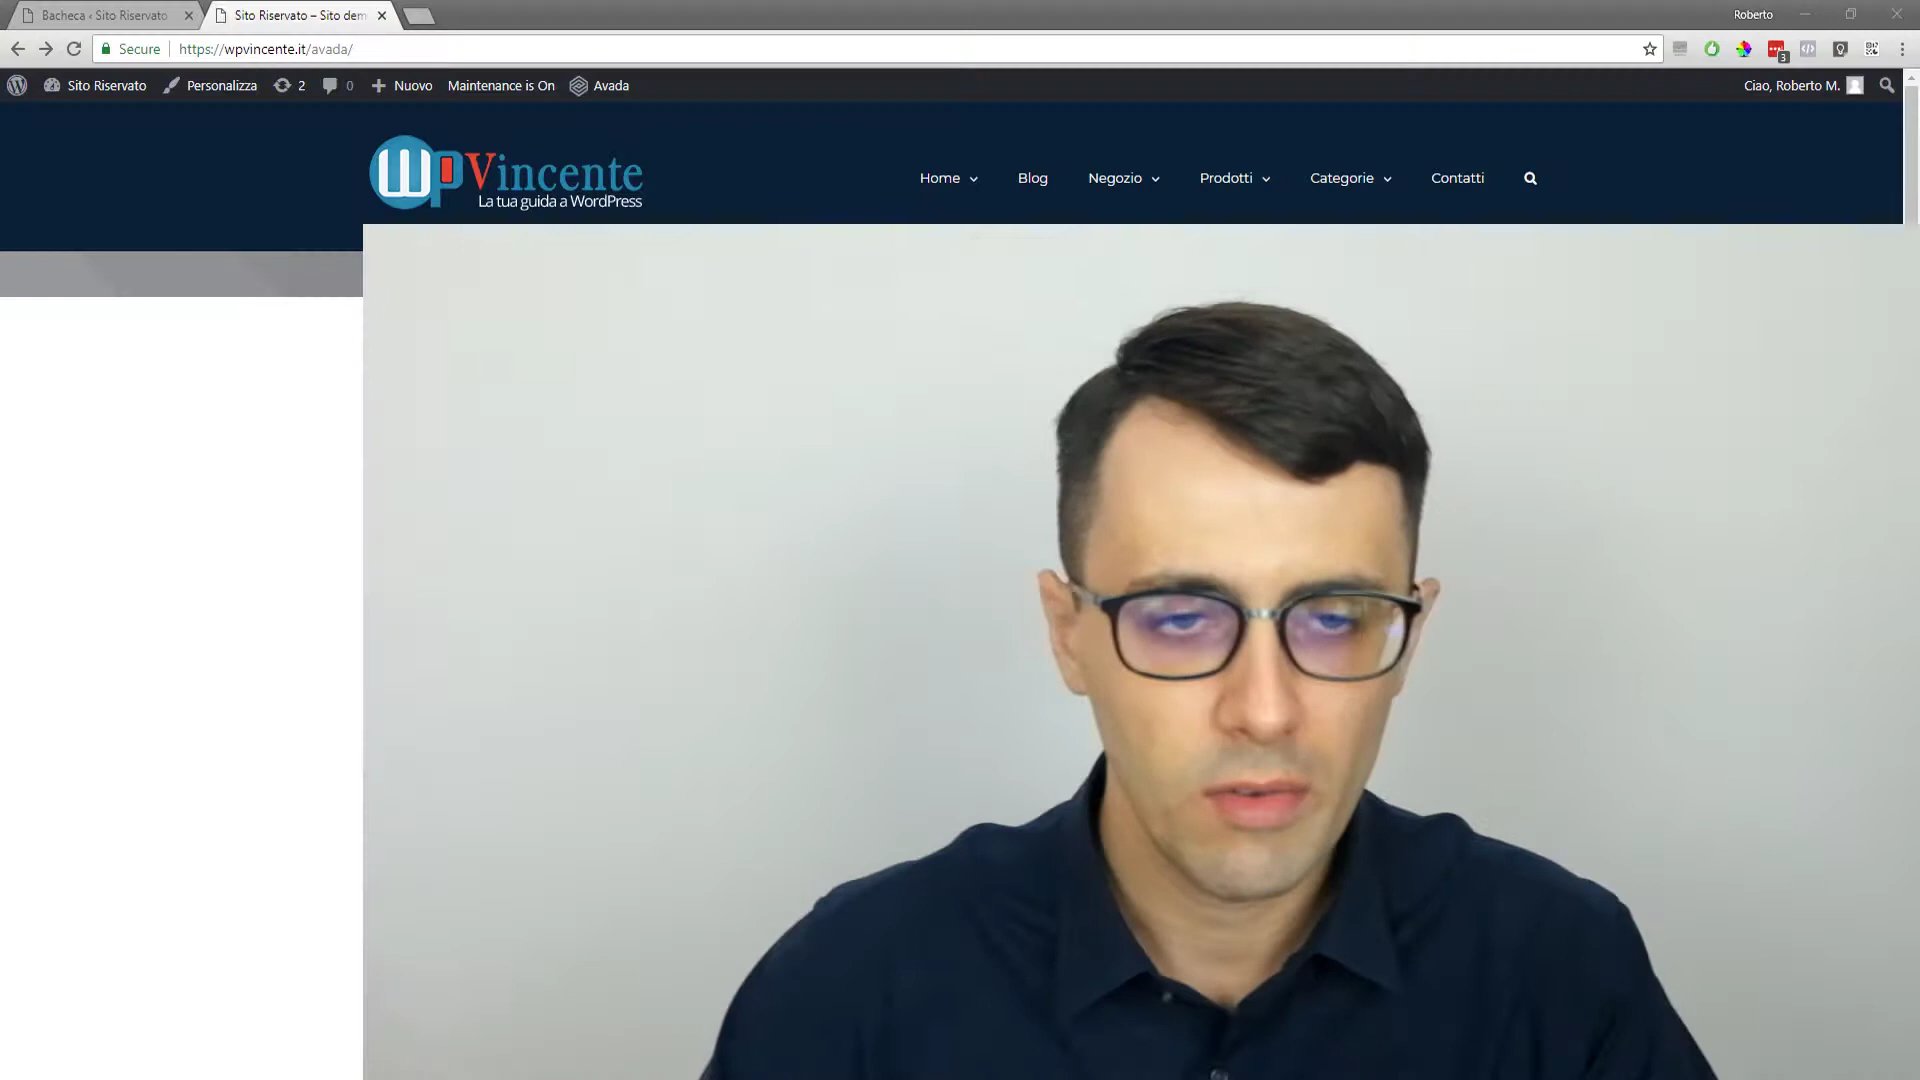 Bacheca ‹ Sito Riservato
Sito Riservato – Sito dem
Roberto
Secure
https://wpvincente.it/avada/
3
Sito Riservato
Personalizza
2
0
Nuovo
Maintenance is On
Avada
Ciao, Roberto M.
WpVincente
La tua guida a WordPress
Home
Blog
Negozio
Prodotti
Categorie
Contatti